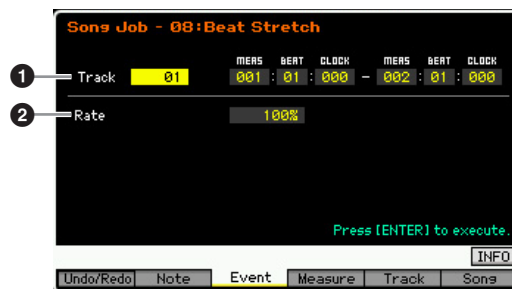 Song Job - 08:Beat Stretch
MEAS BEAT CLOCK MEAS BEAT CLOCK
1 Track 01 001 : 01 : 000 - 002 : 01 : 000
2 Rate 100%
Press [ENTER] to execute.
INFO
Undo/Redo Note Event Measure Track Song